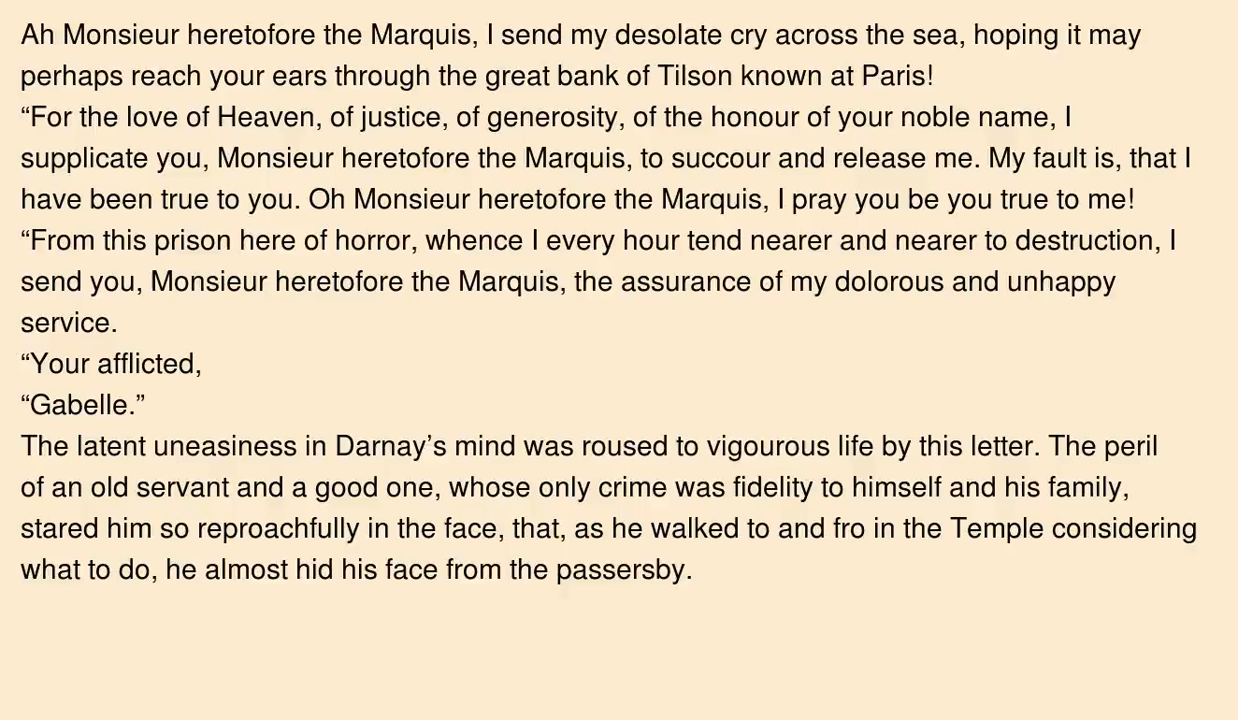 Ah Monsieur heretofore the Marquis, I send my desolate cry across the sea, hoping it may
perhaps reach your ears through the great bank of Tilson known at Paris!
“For the love of Heaven, of justice, of generosity, of the honour of your noble name, I
supplicate you, Monsieur heretofore the Marquis, to succour and release me. My fault is, that I
have been true to you. Oh Monsieur heretofore the Marquis, I pray you be you true to me!
“From this prison here of horror, whence I every hour tend nearer and nearer to destruction, I
send you, Monsieur heretofore the Marquis, the assurance of my dolorous and unhappy
service.
“Your afflicted,
“Gabelle.”
The latent uneasiness in Darnay’s mind was roused to vigourous life by this letter. The peril
of an old servant and a good one, whose only crime was fidelity to himself and his family,
stared him so reproachfully in the face, that, as he walked to and fro in the Temple considering
what to do, he almost hid his face from the passersby.